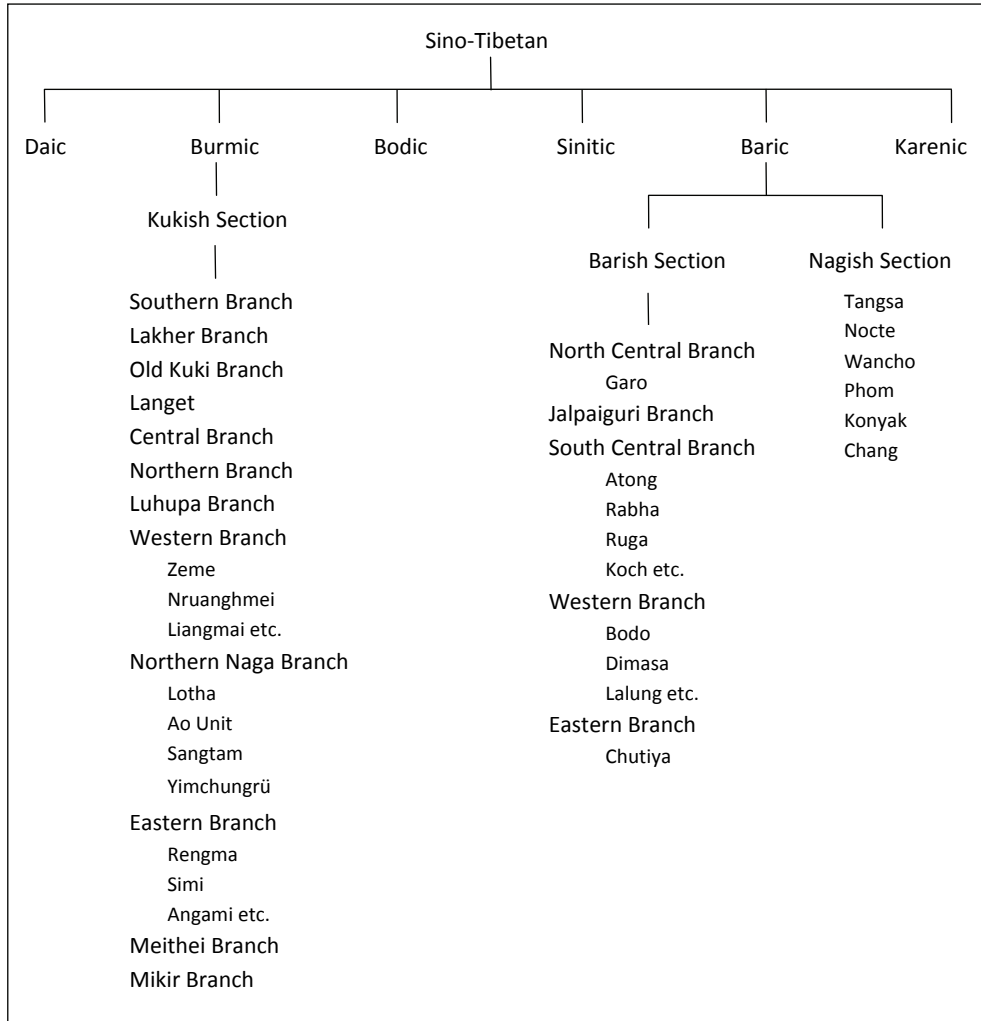 Sino-Tibetan
Daic Burmic Bodic Sinitic Baric Karenic
Kukish Section
Southern Branch
Lakher Branch
Old Kuki Branch
Langet
Central Branch
Northern Branch
Luhupa Branch
Western Branch
Zeme
Nruanghmei
Liangmai etc.
Northern Naga Branch
Lotha
Ao Unit
Sangtam
Yimchungrü
Eastern Branch
Rengma
Simi
Angami etc.
Meithei Branch
Mikir Branch
Barish Section
North Central Branch
Garo
Jalpaiguri Branch
South Central Branch
Atong
Rabha
Ruga
Koch etc.
Western Branch
Bodo
Dimasa
Lalung etc.
Eastern Branch
Chutiya
Nagish Section
Tangsa
Nocte
Wancho
Phom
Konyak
Chang